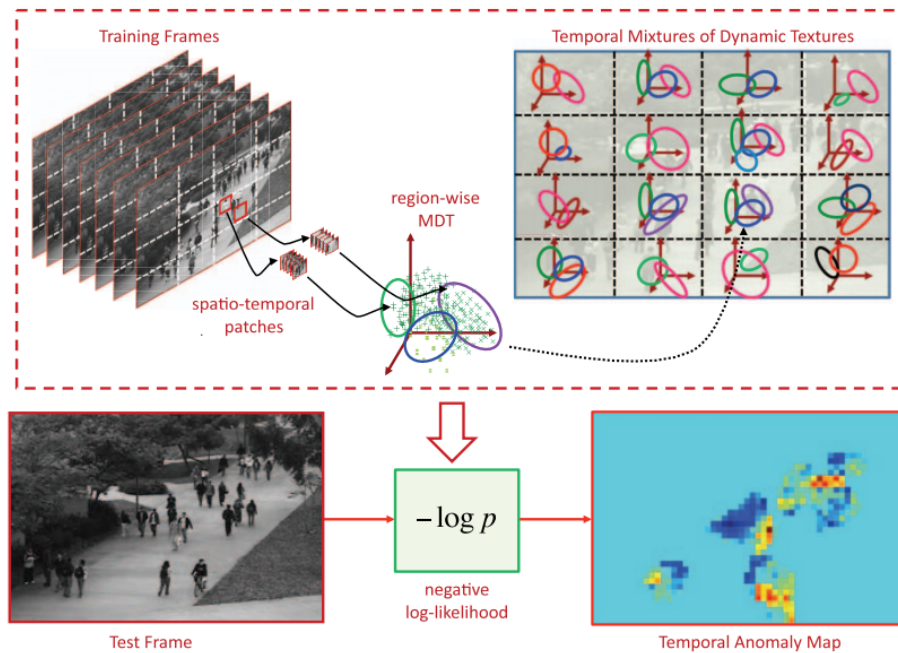 Training Frames
Temporal Mixtures of Dynamic Textures
region-wise
MDT
spatio-temporal
patches
− log p
negative
log-likelihood
Test Frame
Temporal Anomaly Map